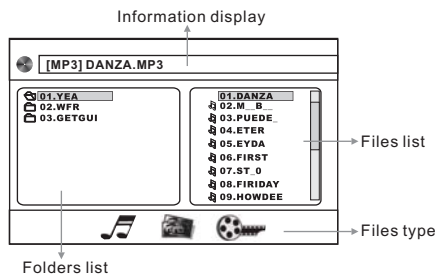 Information display
[MP3] DANZA.MP3
01.YEA
02.WFR
03.GETGUI
01.DANZA
02.M__B__
03.PUEDE_
04.ETER
05.EYDA
06.FIRST
07.ST_0
08.FIRIDAY
09.HOWDEE
Files list
Files type
Folders list